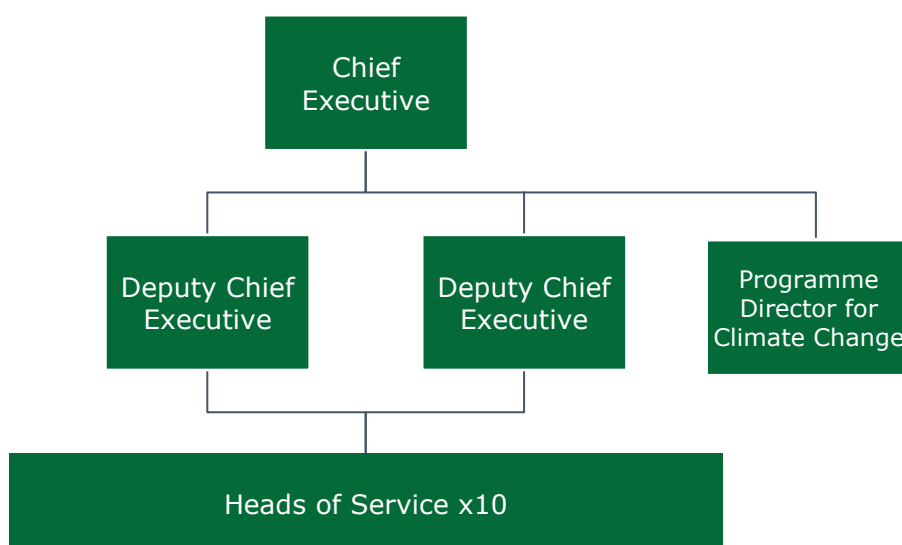 Chief
Executive
Deputy Chief
Executive
Deputy Chief
Executive
Programme
Director for
Climate Change
Heads of Service x10